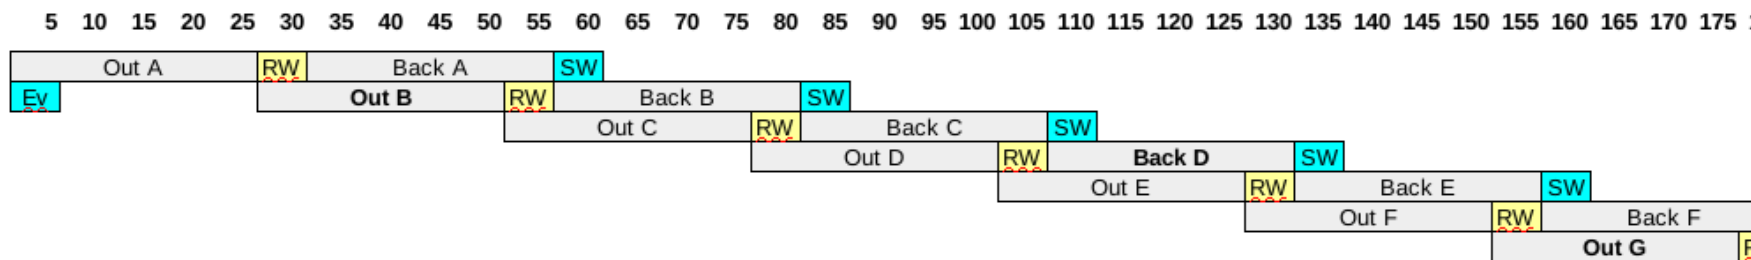 5 10 15 20 25 30 35 40 45 50 55 60 65 70 75 80 85 90 95 100 105 110 115 120 125 130 135 140 145 150 155 160 165 170 175
Out A RW Back A SW
Ev Out B RW Back B SW
Out C RW Back C SW
Out D RW Back D SW
Out E RW Back E SW
Out F RW Back F
Out G